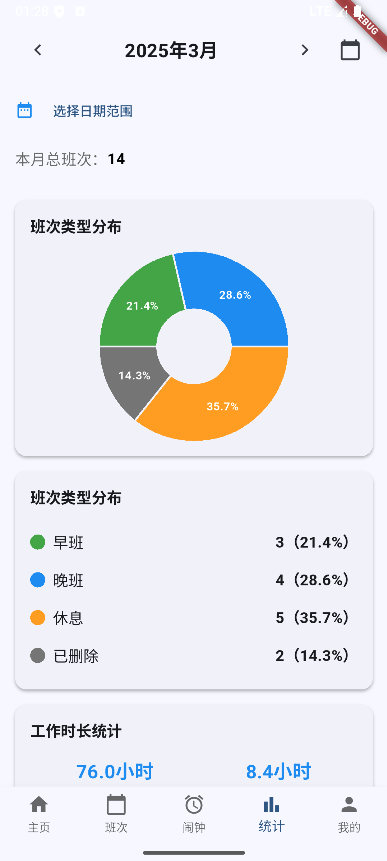 01:28
LTE
DEBUG
2025年3月
选择日期范围
本月总班次：14
班次类型分布
21.4%
28.6%
14.3%
35.7%
班次类型分布
早班 3（21.4%）
晚班 4（28.6%）
休息 5（35.7%）
已删除 2（14.3%）
工作时长统计
76.0小时 8.4小时
主页 班次 闹钟 统计 我的